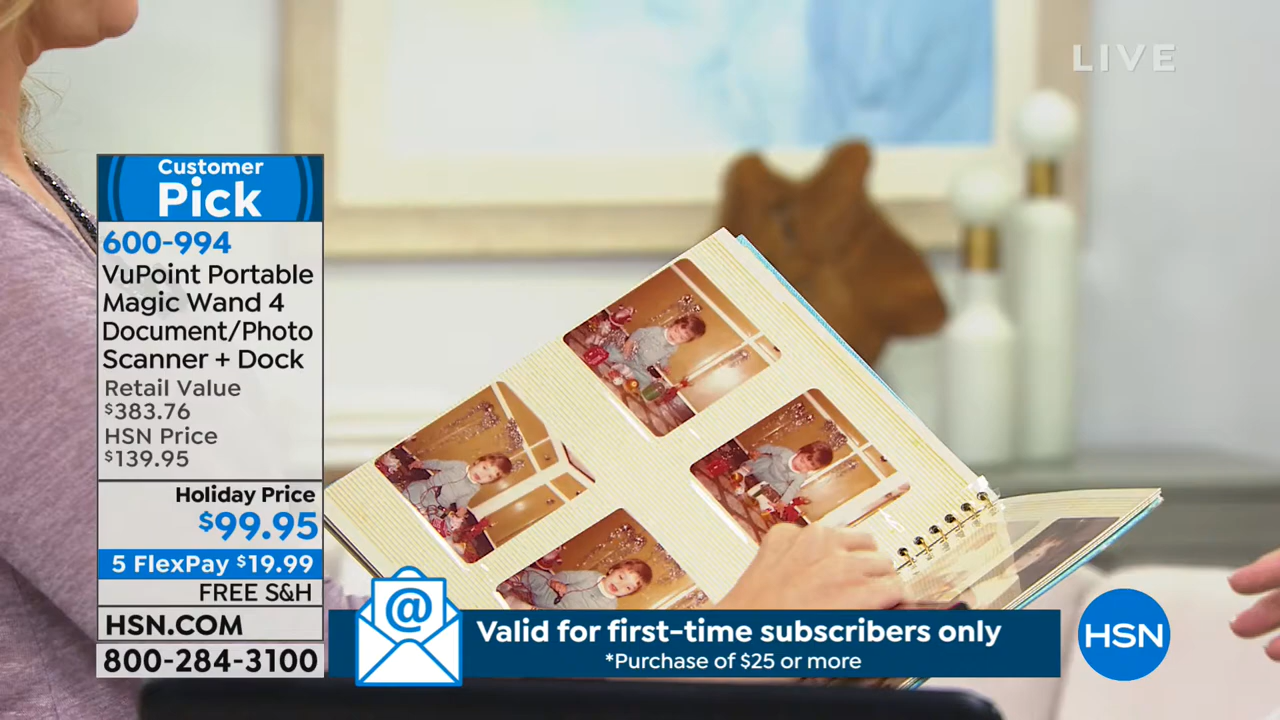 LIVE
Customer
Pick
600-994
VuPoint Portable
Magic Wand 4
Document/Photo
Scanner + Dock
Retail Value
$383.76
HSN Price
$139.95
Holiday Price
$99.95
5 FlexPay $19.99
FREE S&H
HSN.COM
800-284-3100
@
Valid for first-time subscribers only
*Purchase of $25 or more
HSN